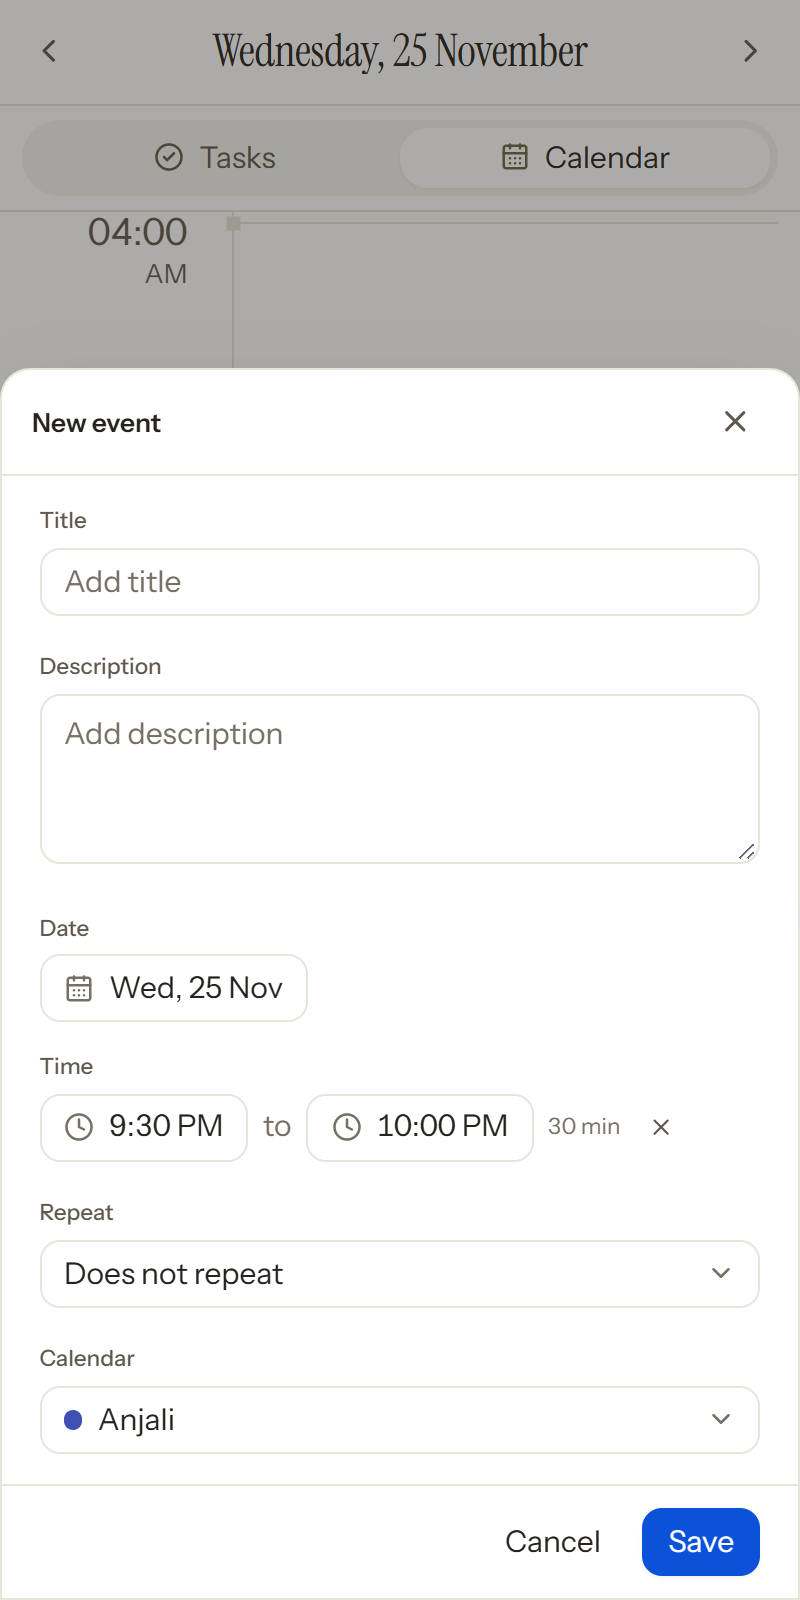 Wednesday, 25 November
Tasks
Calendar
04:00
AM
New event
Title
Add title
Description
Add description
Date
Wed, 25 Nov
Time
9:30 PM to 10:00 PM 30 min
Repeat
Does not repeat
Calendar
Anjali
Cancel
Save